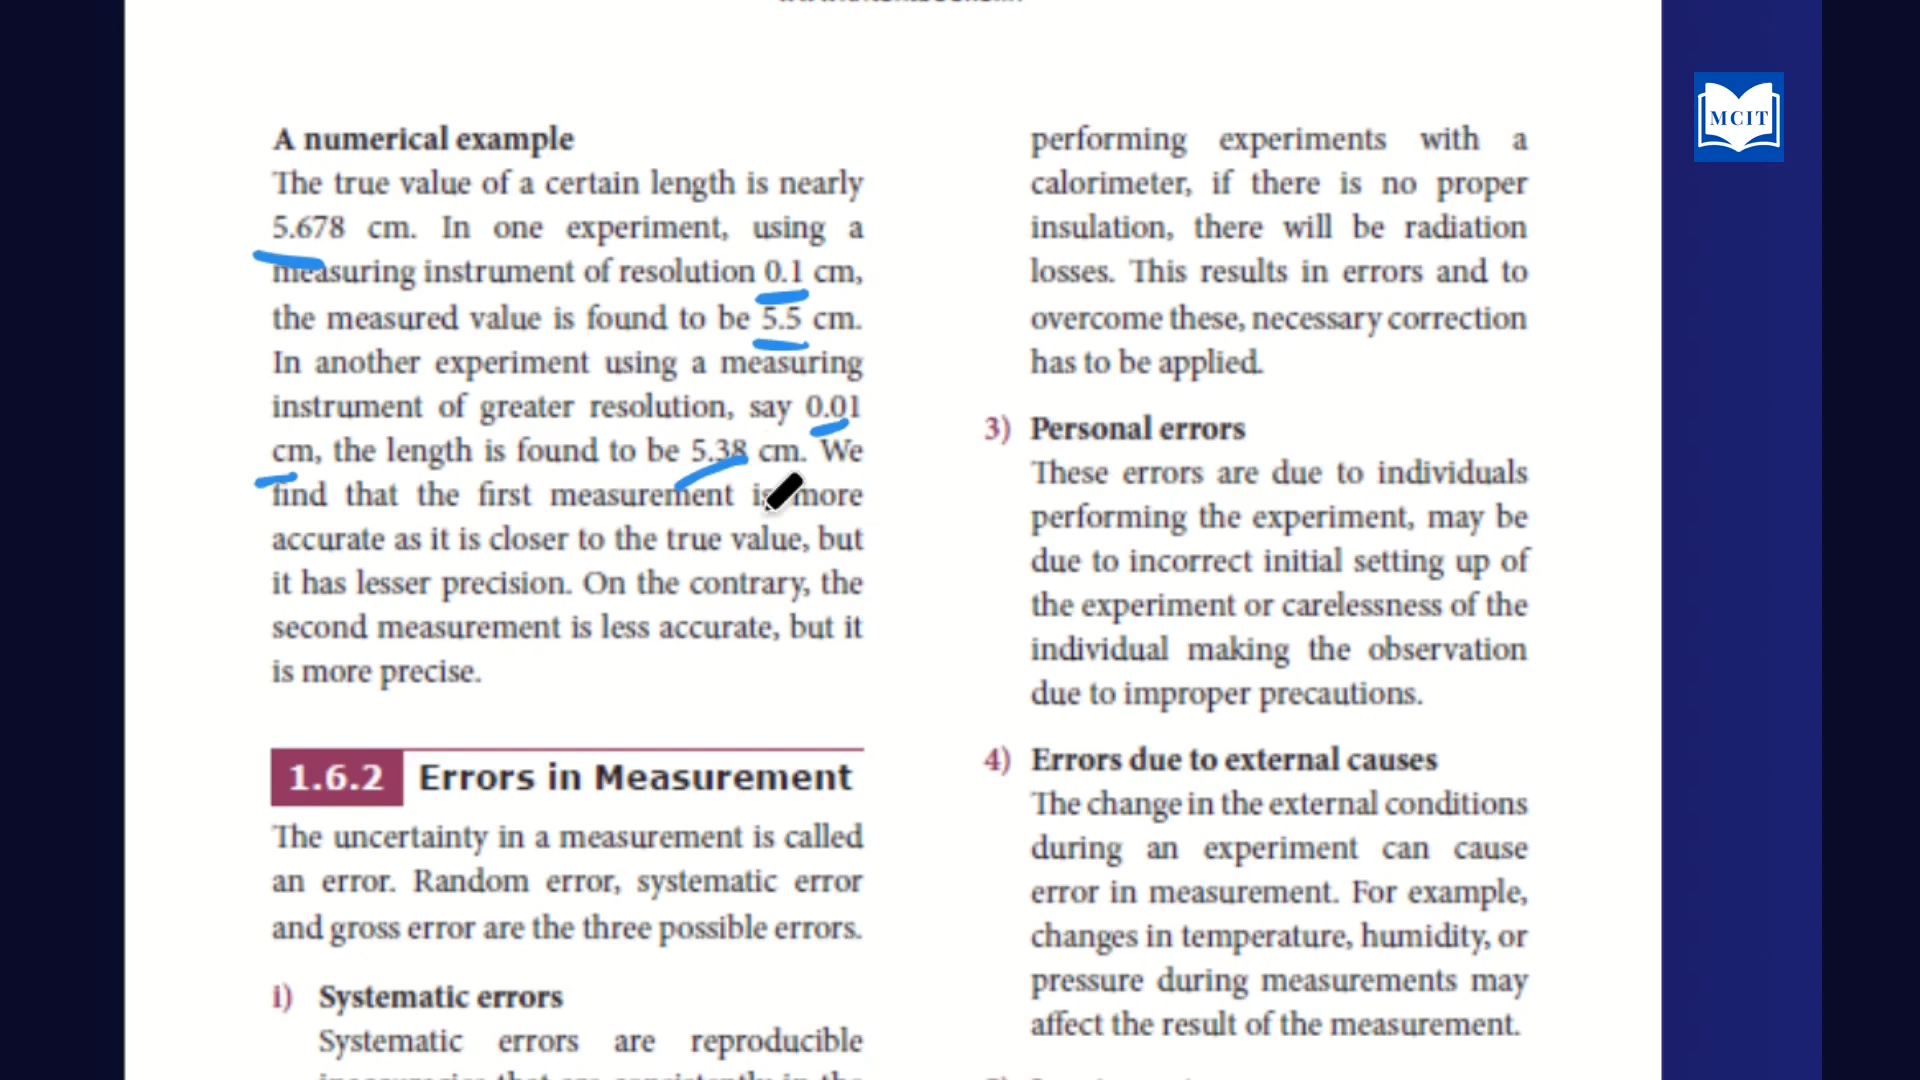 A numerical example
The true value of a certain length is nearly
5.678 cm. In one experiment, using a
measuring instrument of resolution 0.1 cm,
the measured value is found to be 5.5 cm.
In another experiment using a measuring
instrument of greater resolution, say 0.01
cm, the length is found to be 5.38 cm. We
find that the first measurement is more
accurate as it is closer to the true value, but
it has lesser precision. On the contrary, the
second measurement is less accurate, but it
is more precise.
1.6.2 Errors in Measurement
The uncertainty in a measurement is called
an error. Random error, systematic error
and gross error are the three possible errors.
i) Systematic errors
Systematic errors are reproducible
performing experiments with a
calorimeter, if there is no proper
insulation, there will be radiation
losses. This results in errors and to
overcome these, necessary correction
has to be applied.
3) Personal errors
These errors are due to individuals
performing the experiment, may be
due to incorrect initial setting up of
the experiment or carelessness of the
individual making the observation
due to improper precautions.
4) Errors due to external causes
The change in the external conditions
during an experiment can cause
error in measurement. For example,
changes in temperature, humidity, or
pressure during measurements may
affect the result of the measurement.
MCIT